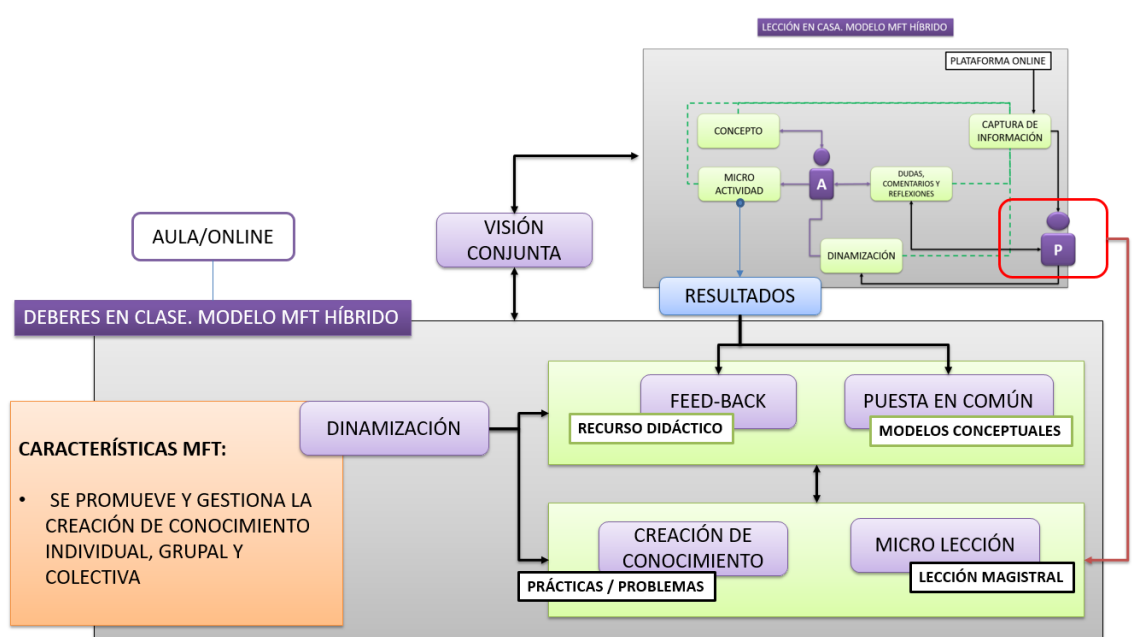 LECCIÓN EN CASA. MODELO MFT HÍBRIDO
PLATAFORMA ONLINE
CONCEPTO
CAPTURA DE
INFORMACIÓN
MICRO
ACTIVIDAD
A
DUDAS,
COMENTARIOS Y
REFLEXIONES
P
DINAMIZACIÓN
VISIÓN
CONJUNTA
AULA/ONLINE
RESULTADOS
DEBERES EN CLASE. MODELO MFT HÍBRIDO
FEED-BACK
RECURSO DIDÁCTICO
PUESTA EN COMÚN
MODELOS CONCEPTUALES
DINAMIZACIÓN
CARACTERÍSTICAS MFT:
• SE PROMUEVE Y GESTIONA LA
CREACIÓN DE CONOCIMIENTO
INDIVIDUAL, GRUPAL Y
COLECTIVA
CREACIÓN DE
CONOCIMIENTO
PRÁCTICAS / PROBLEMAS
MICRO LECCIÓN
LECCIÓN MAGISTRAL